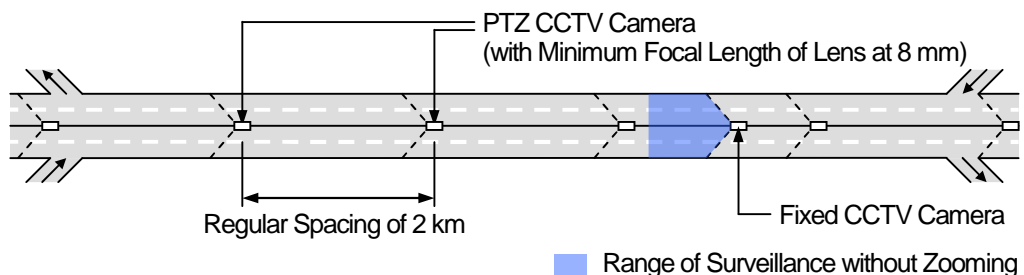 PTZ CCTV Camera
(with Minimum Focal Length of Lens at 8 mm)
Regular Spacing of 2 km
Fixed CCTV Camera
Range of Surveillance without Zooming